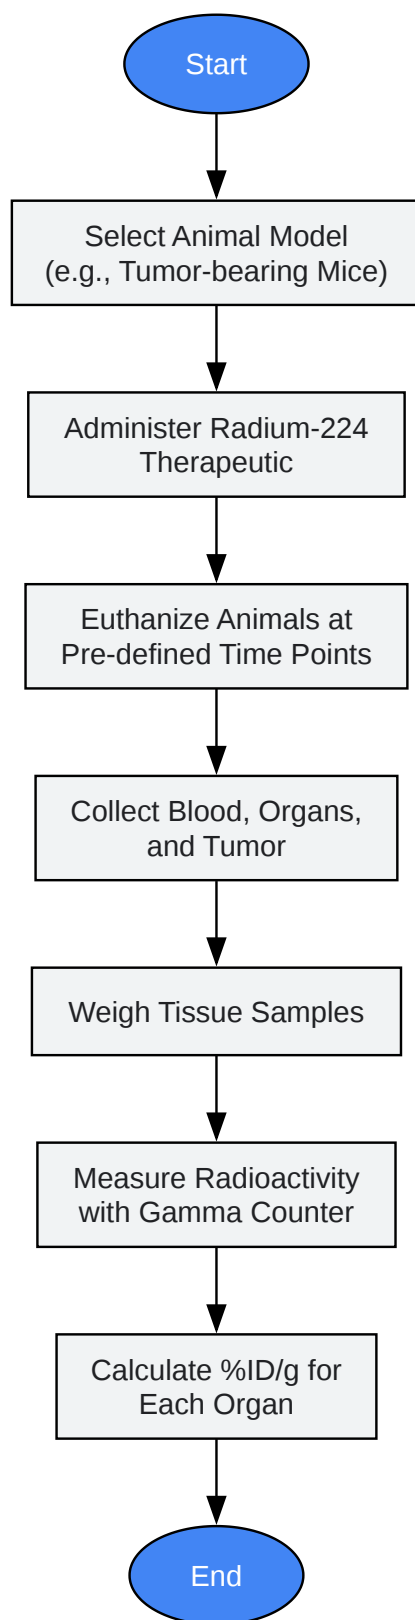 Start
Select Animal Model
(e.g., Tumor-bearing Mice)
Administer Radium-224
Therapeutic
Euthanize Animals at
Pre-defined Time Points
Collect Blood, Organs,
and Tumor
Weigh Tissue Samples
Measure Radioactivity
with Gamma Counter
Calculate %ID/g for
Each Organ
End